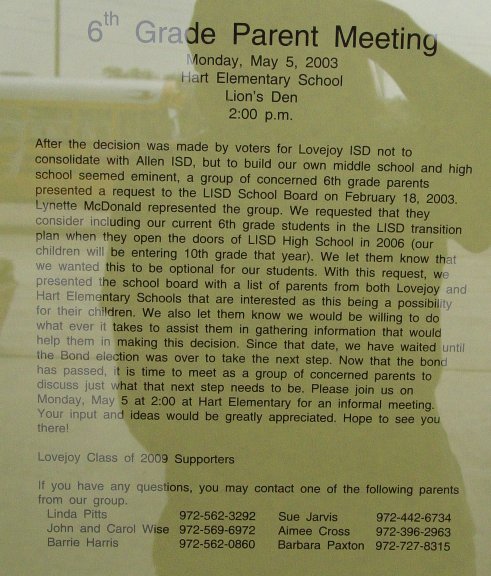 6th Grade Parent Meeting
Monday, May 5, 2003
Hart Elementary School
Lion's Den
2:00 p.m.
After the decision was made by voters for Lovejoy ISD not to
consolidate with Allen ISD, but to build our own middle school and high
school seemed eminent, a group of concerned 6th grade parents
presented a request to the LISD School Board on February 18, 2003.
Lynette McDonald represented the group. We requested that they
consider including our current 6th grade students in the LISD transition
plan when they open the doors of LISD High School in 2006 (our
children will be entering 10th grade that year). We let them know that
we wanted this to be optional for our students. With this request, we
presented the school board with a list of parents from both Lovejoy and
Hart Elementary Schools that are interested as this being a possibility
for their children. We also let them know we would be willing to do
what ever it takes to assist them in gathering information that would
help them in making this decision. Since that date, we have waited until
the Bond election was over to take the next step. Now that the bond
has passed, it is time to meet as a group of concerned parents to
discuss just what that next step needs to be. Please join us on
Monday, May 5 at 2:00 at Hart Elementary for an informal meeting.
Your input and ideas would be greatly appreciated. Hope to see you
there!
Lovejoy Class of 2009 Supporters
If you have any questions, you may contact one of the following parents
from our group.
Linda Pitts 972-562-3292 Sue Jarvis 972-442-6734
John and Carol Wise 972-569-6972 Aimee Cross 972-396-2963
Barrie Harris 972-562-0860 Barbara Paxton 972-727-8315